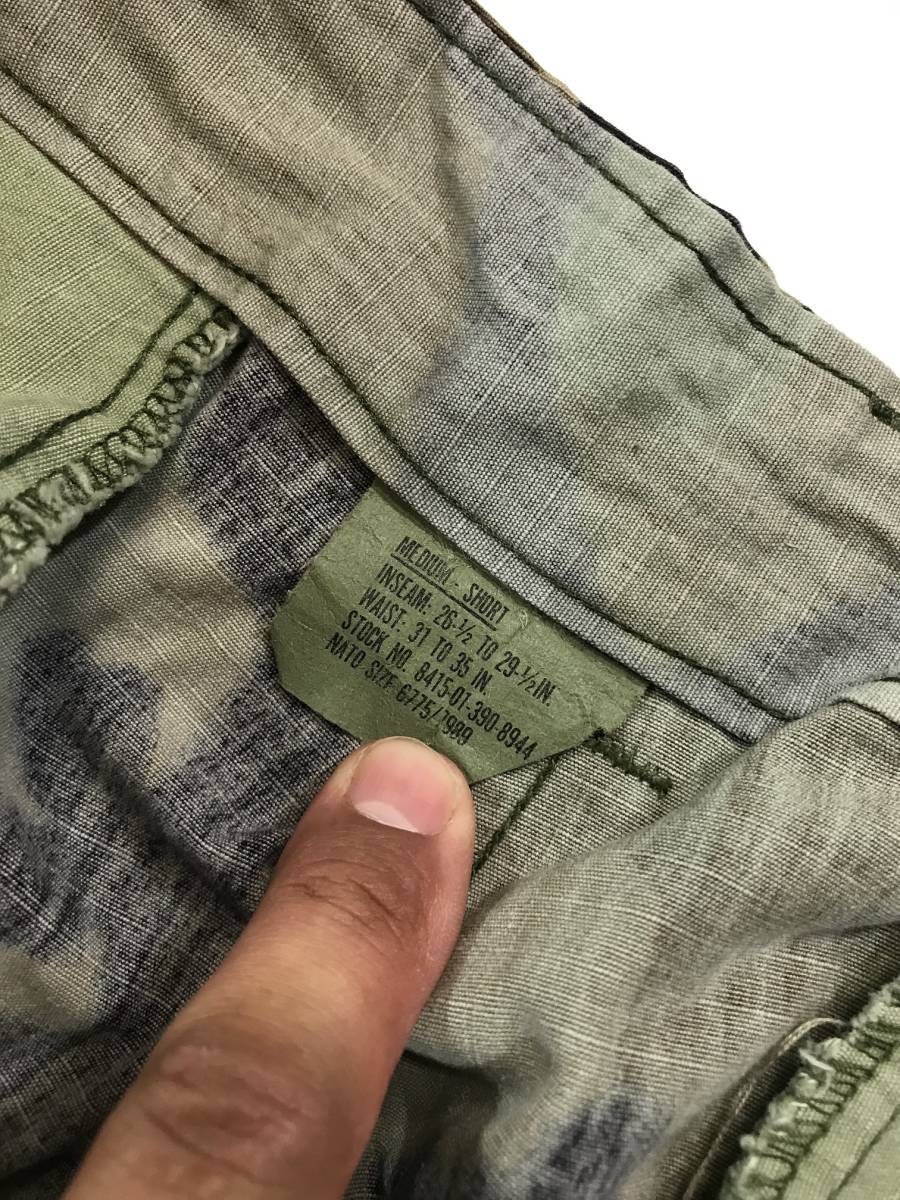 MEDIUM - SHORT
INSEAM: 26-1/2 TO 29-1/2 IN.
WAIST: 31 TO 35 IN.
STOCK NO. 8415-01-390-8944
NATO SIZE 6775/7989